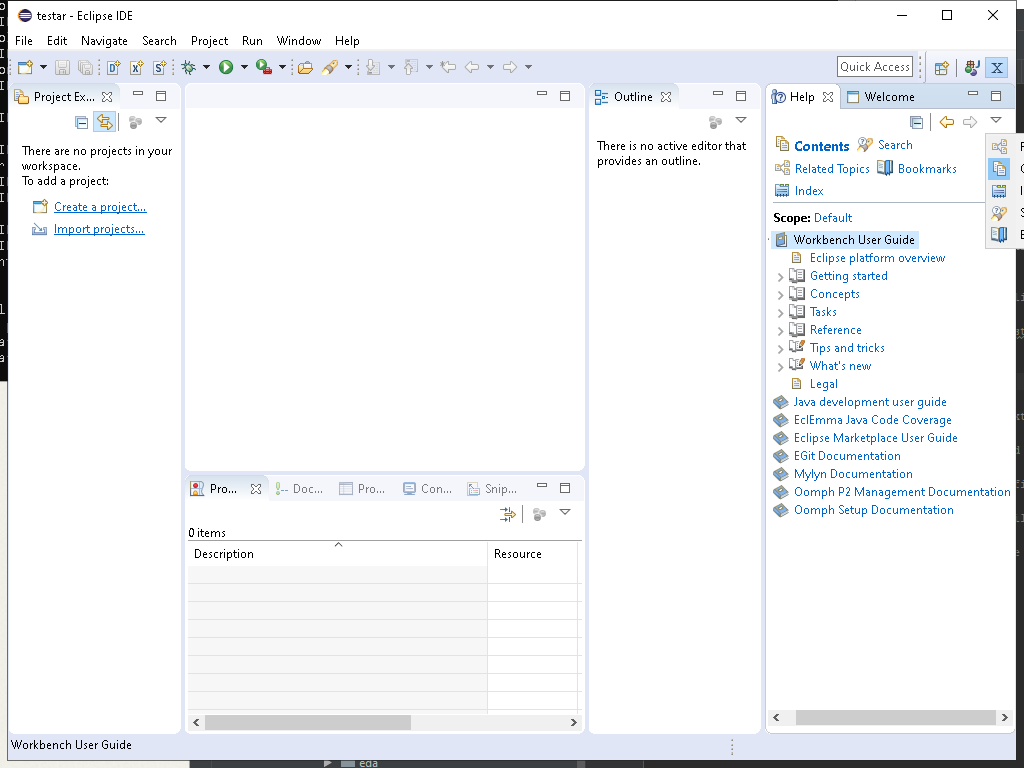 testar - Eclipse IDE
File Edit Navigate Search Project Run Window Help
Quick Access
Project Ex...
There are no projects in your
workspace.
To add a project:
Create a project...
Import projects...
Outline
There is no active editor that
provides an outline.
Help
Welcome
Contents Search
Related Topics Bookmarks
Index
Scope: Default
Workbench User Guide
Eclipse platform overview
Getting started
Concepts
Tasks
Reference
Tips and tricks
What's new
Legal
Java development user guide
EclEmma Java Code Coverage
Eclipse Marketplace User Guide
EGit Documentation
Mylyn Documentation
Oomph P2 Management Documentation
Oomph Setup Documentation
Pro... Doc... Pro... Con... Snip...
0 items
Description Resource
Workbench User Guide
eda